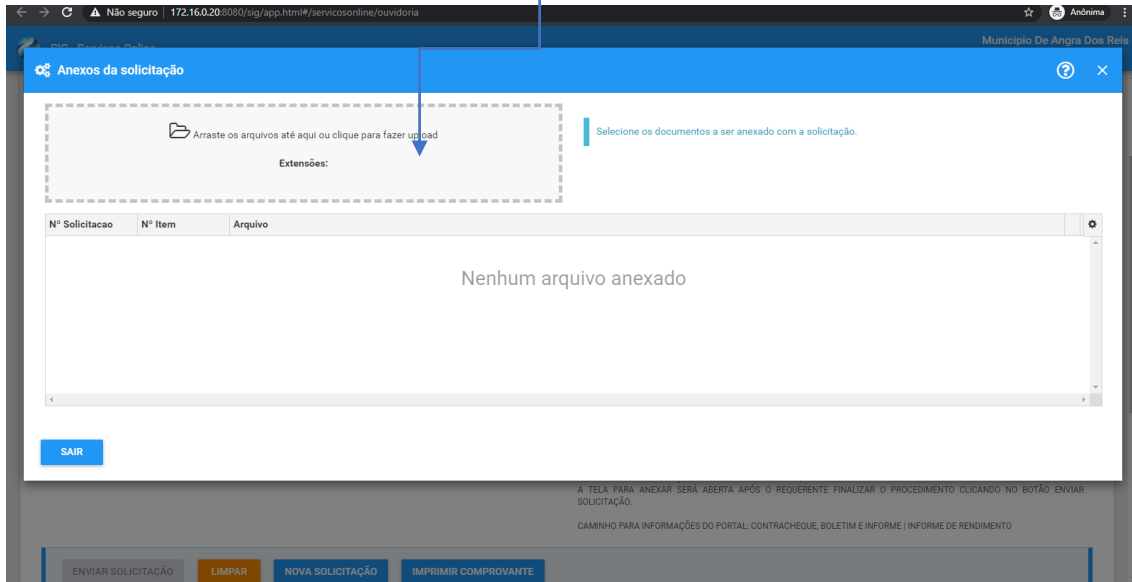 Não seguro | 172.16.0.20:8080/sig/app.html#/servicosonline/ouvidoria
Anônima
SIG - Serviços Online
Municipio De Angra Dos Reis
Anexos da solicitação
Arraste os arquivos até aqui ou clique para fazer upload
Extensões:
Selecione os documentos a ser anexado com a solicitação.
Nº Solicitacao Nº Item Arquivo
Nenhum arquivo anexado
SAIR
A TELA PARA ANEXAR SERÁ ABERTA APÓS O REQUERENTE FINALIZAR O PROCEDIMENTO CLICANDO NO BOTÃO ENVIAR
SOLICITAÇÃO.
CAMINHO PARA INFORMAÇÕES DO PORTAL: CONTRACHEQUE, BOLETIM E INFORME | INFORME DE RENDIMENTO
ENVIAR SOLICITAÇÃO LIMPAR NOVA SOLICITAÇÃO IMPRIMIR COMPROVANTE